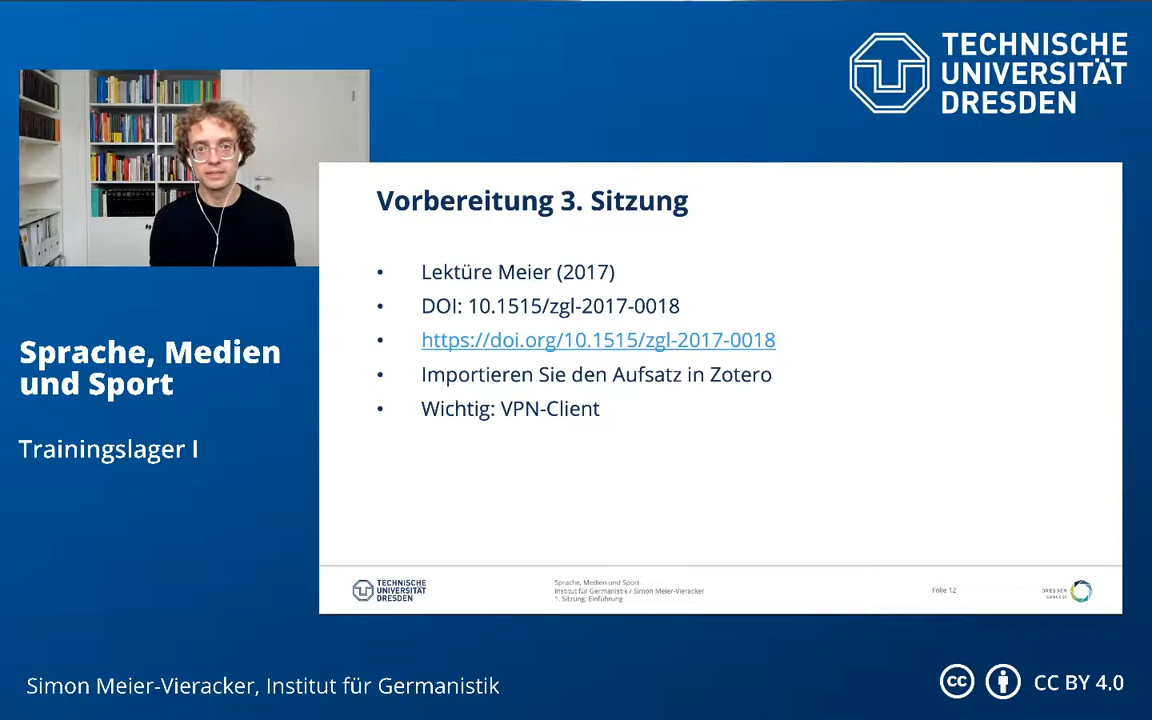 TECHNISCHE
UNIVERSITÄT
DRESDEN
Vorbereitung 3. Sitzung
• Lektüre Meier (2017)
• DOI: 10.1515/zgl-2017-0018
• https://doi.org/10.1515/zgl-2017-0018
• Importieren Sie den Aufsatz in Zotero
• Wichtig: VPN-Client
Sprache, Medien
und Sport
Trainingslager I
TECHNISCHE
UNIVERSITÄT
DRESDEN
Sprache, Medien und Sport
Institut für Germanistik / Simon Meier-Vieracker
1. Sitzung: Einführung
Folie 12
DRESDEN
concept
Simon Meier-Vieracker, Institut für Germanistik
cc
CC BY 4.0